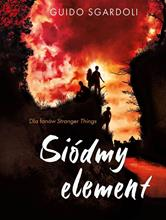 GUIDO SGARDOLI
Dla fanów Stranger Things
Siódmy
element